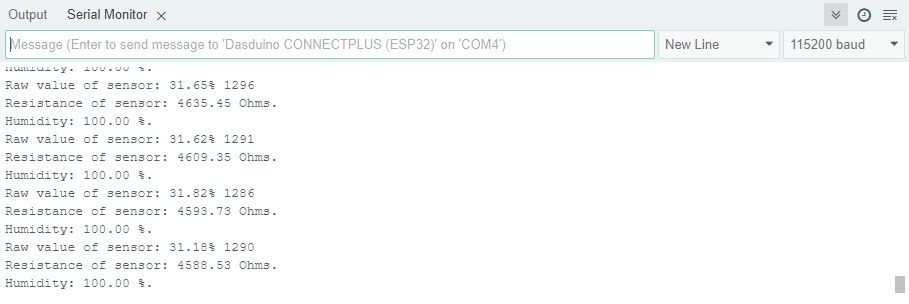 Output Serial Monitor
Message (Enter to send message to 'Dasduino CONNECTPLUS (ESP32)' on 'COM4') New Line 115200 baud
Humidity: 100.00 %.
Raw value of sensor: 31.65% 1296
Resistance of sensor: 4635.45 Ohms.
Humidity: 100.00 %.
Raw value of sensor: 31.62% 1291
Resistance of sensor: 4609.35 Ohms.
Humidity: 100.00 %.
Raw value of sensor: 31.82% 1286
Resistance of sensor: 4593.73 Ohms.
Humidity: 100.00 %.
Raw value of sensor: 31.18% 1290
Resistance of sensor: 4588.53 Ohms.
Humidity: 100.00 %.